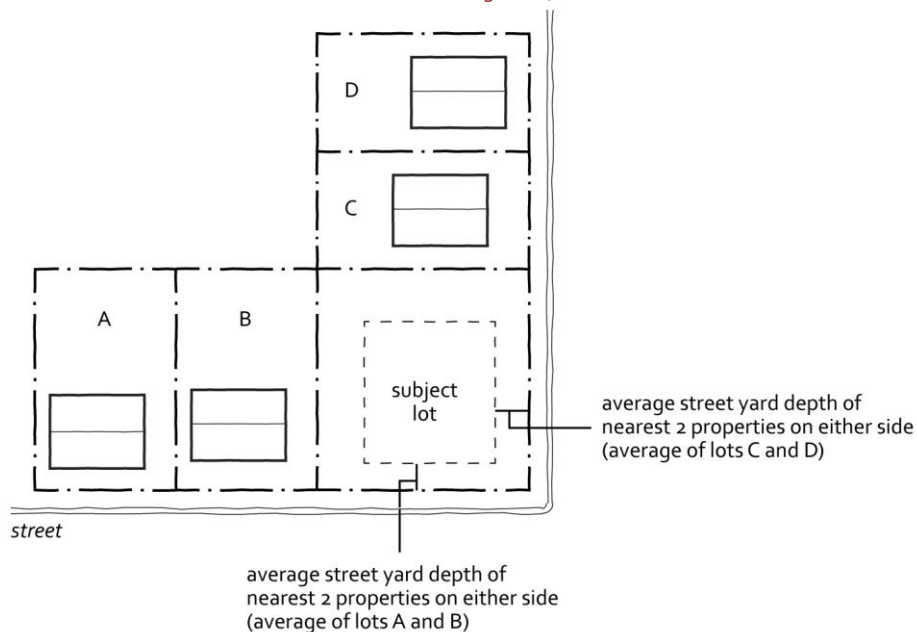 D
C
A
B
subject
lot
average street yard depth of
nearest 2 properties on either side
(average of lots C and D)
street
average street yard depth of
nearest 2 properties on either side
(average of lots A and B)